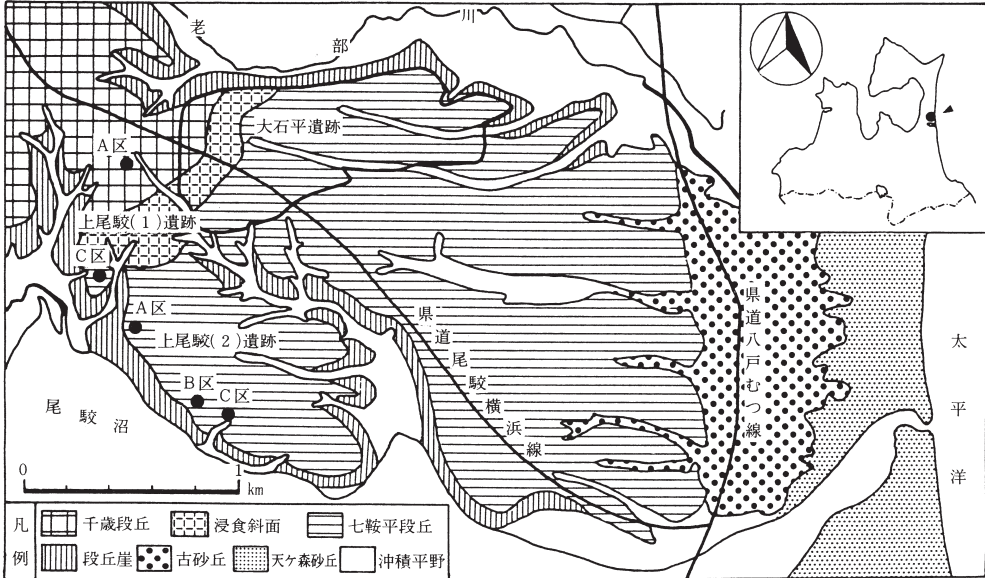 老部川
大石平遺跡
A区
上尾駮(1)遺跡
C区
A区
上尾駮(2)遺跡
B区
C区
尾駮沼
県道尾駮横浜線
県道八戸むつ線
太平洋
0 1
km
凡例
千歳段丘 浸食斜面 七鞍平段丘
段丘崖 古砂丘 天ケ森砂丘 沖積平野